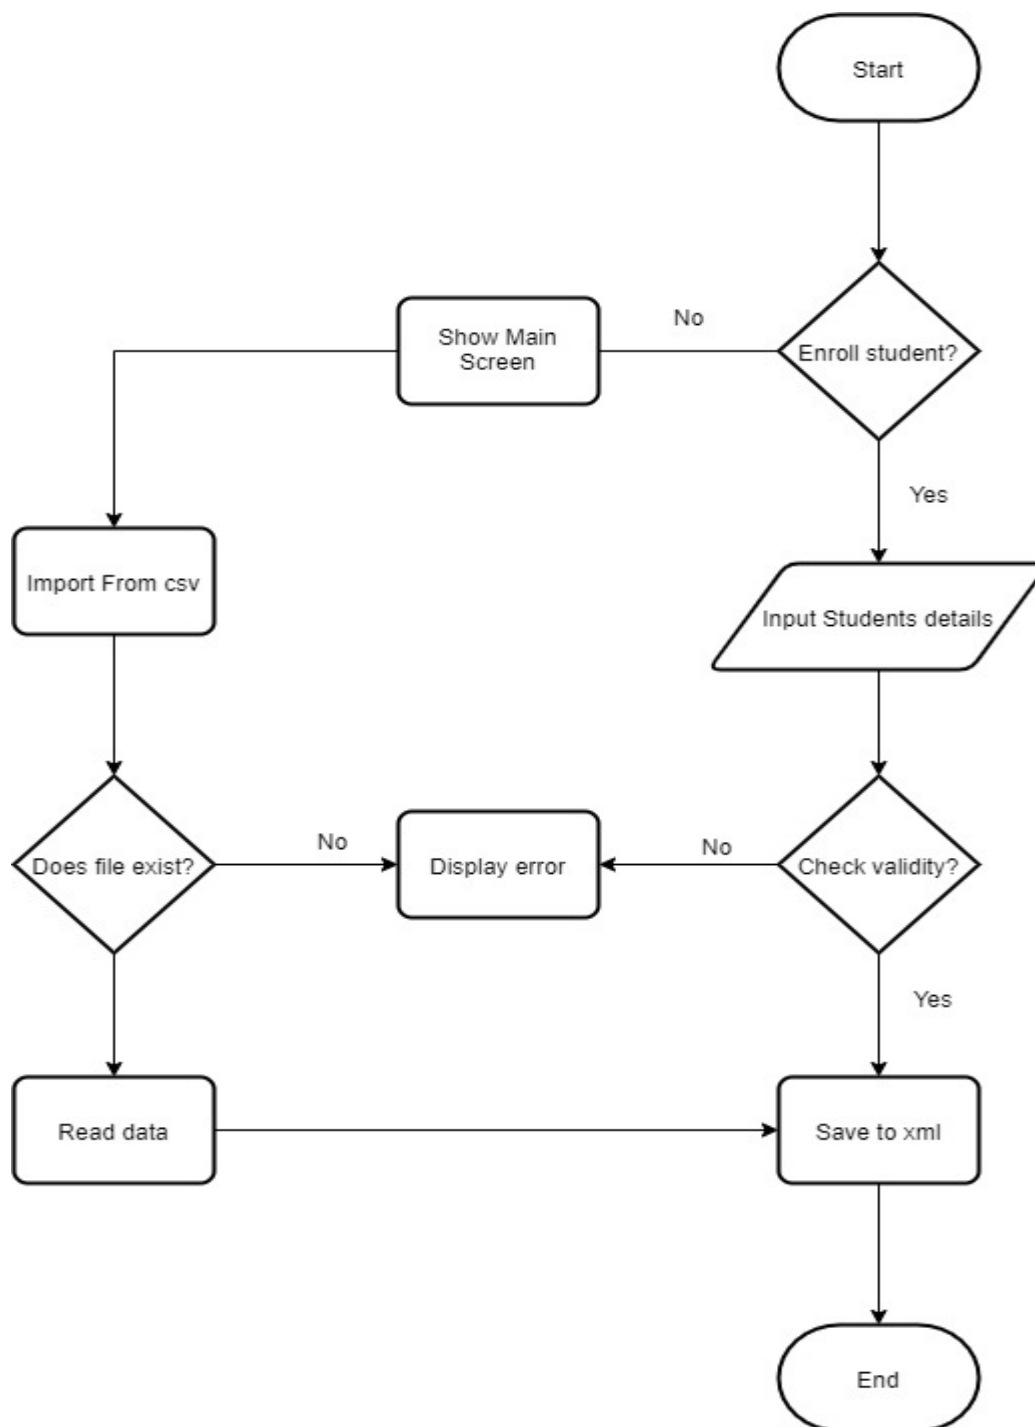 Start
No
Show Main
Screen
Enroll student?
Yes
Import From csv
Input Students details
Does file exist?
No
Display error
No
Check validity?
Yes
Read data
Save to xml
End